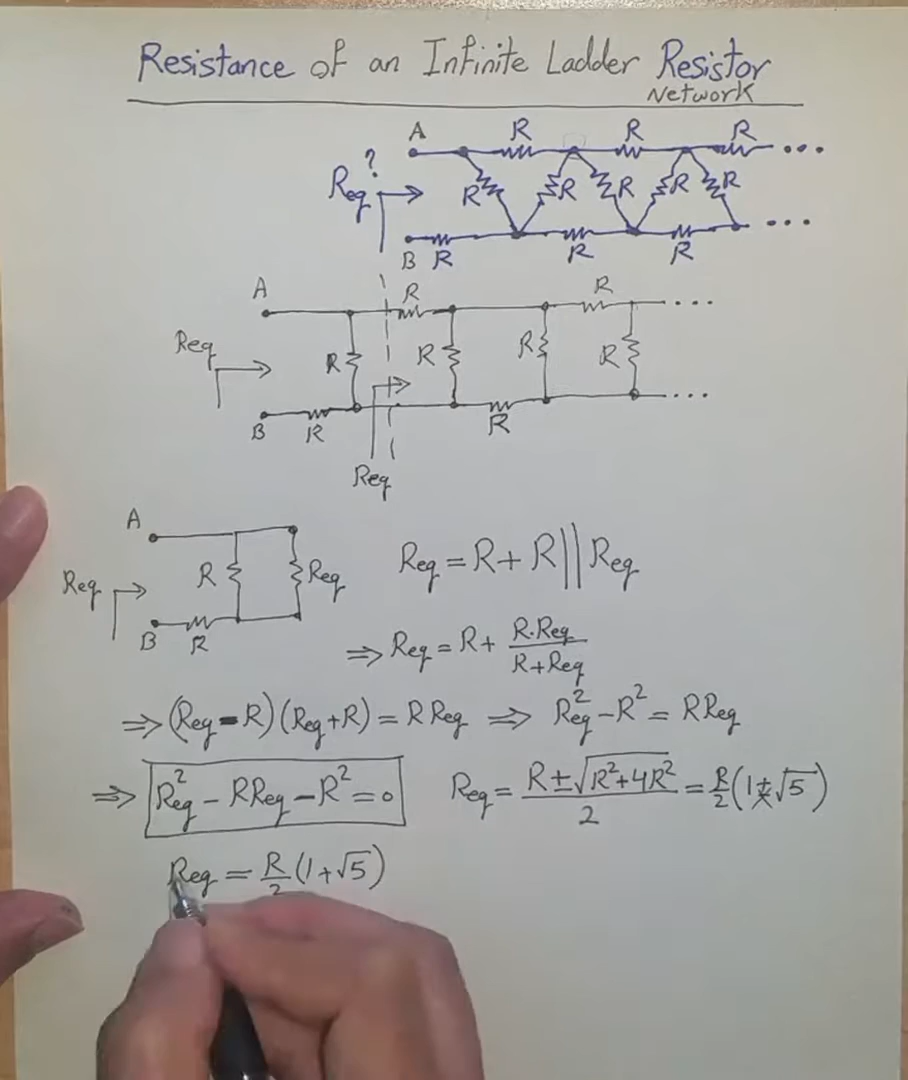 Resistance of an Infinite Ladder Resistor
Network
A R R R ...
Req ? R R R R R
B R R R ...
A R R ...
Req R R R R
B R R ...
Req
A
Req R Req
B R
Req = R + R || Req
⇒ Req = R + R.Req / R+Req
⇒ (Req - R) (Req + R) = R Req ⇒ Req² - R² = R Req
⇒ Req² - RReq - R² = 0 Req = R ± √R²+4R² / 2 = R/2 (1 ± √5)
Req = R/2 (1 + √5)